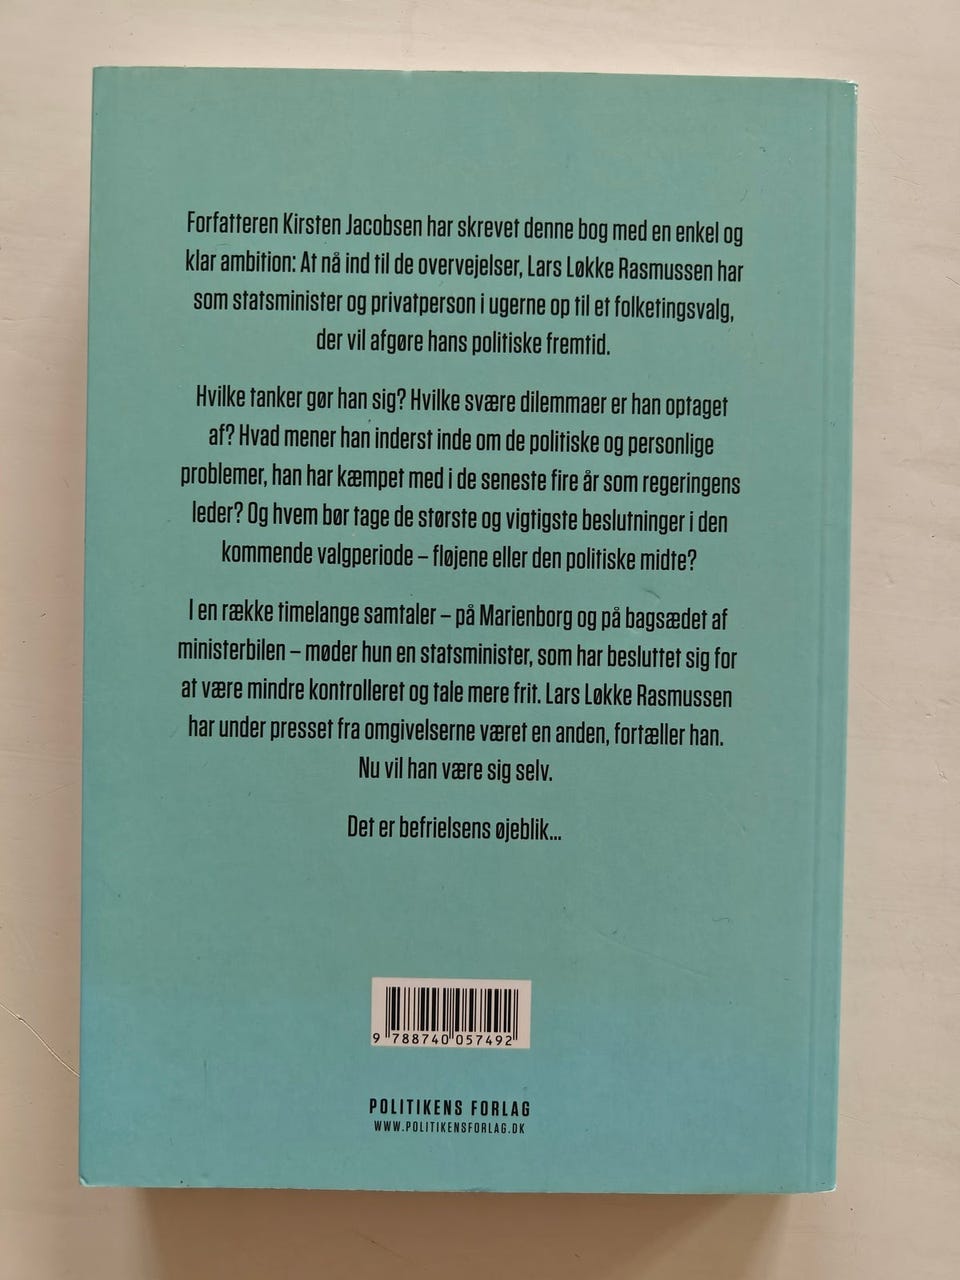 Forfatteren Kirsten Jacobsen har skrevet denne bog med en enkel og
klar ambition: At nå ind til de overvejelser, Lars Løkke Rasmussen har
som statsminister og privatperson i ugerne op til et folketingsvalg,
der vil afgøre hans politiske fremtid.
Hvilke tanker gør han sig? Hvilke svære dilemmaer er han optaget
af? Hvad mener han inderst inde om de politiske og personlige
problemer, han har kæmpet med i de seneste fire år som regeringens
leder? Og hvem bør tage de største og vigtigste beslutninger i den
kommende valgperiode – fløjene eller den politiske midte?
I en række timelange samtaler – på Marienborg og på bagsædet af
ministerbilen – møder hun en statsminister, som har besluttet sig for
at være mindre kontrolleret og tale mere frit. Lars Løkke Rasmussen
har under presset fra omgivelserne været en anden, fortæller han.
Nu vil han være sig selv.
Det er befrielsens øjeblik...
9 788740 057492
POLITIKENS FORLAG
WWW.POLITIKENSFORLAG.DK